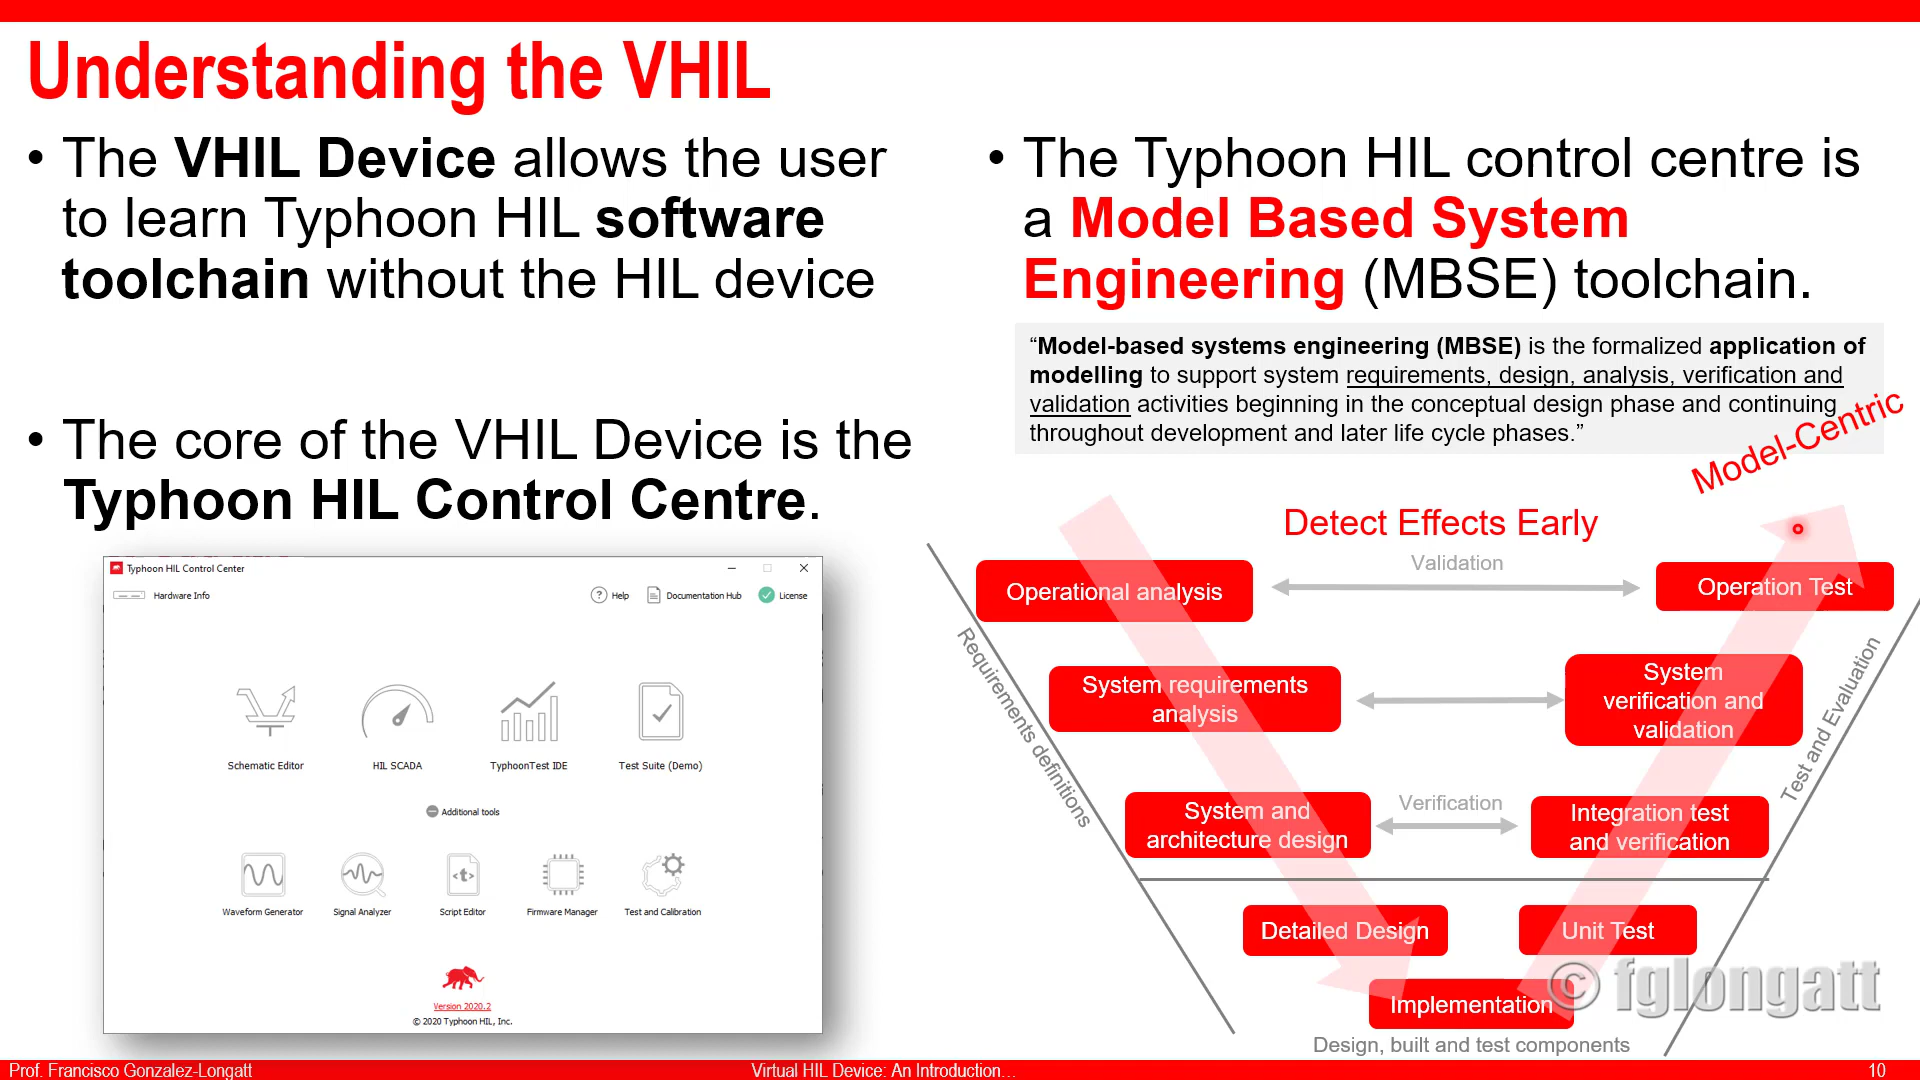 Understanding the VHIL
• The VHIL Device allows the user
to learn Typhoon HIL software
toolchain without the HIL device
• The core of the VHIL Device is the
Typhoon HIL Control Centre.
Typhoon HIL Control Center
Hardware Info
? Help
Documentation Hub
License
Schematic Editor
HIL SCADA
TyphoonTest IDE
Test Suite (Demo)
Additional tools
Waveform Generator
Signal Analyzer
Script Editor
Firmware Manager
Test and Calibration
Version 2020.2
© 2020 Typhoon HIL, Inc.
• The Typhoon HIL control centre is
a Model Based System
Engineering (MBSE) toolchain.
“Model-based systems engineering (MBSE) is the formalized application of
modelling to support system requirements, design, analysis, verification and
validation activities beginning in the conceptual design phase and continuing
throughout development and later life cycle phases.”
Model-Centric
Detect Effects Early
Validation
Operational analysis
Operation Test
Requirements definitions
System requirements
analysis
System
verification and
validation
Test and Evaluation
System and
architecture design
Verification
Integration test
and verification
Detailed Design
Unit Test
Implementation
© fglongatt
Design, built and test components
Prof. Francisco Gonzalez-Longatt
Virtual HIL Device: An Introduction...
10